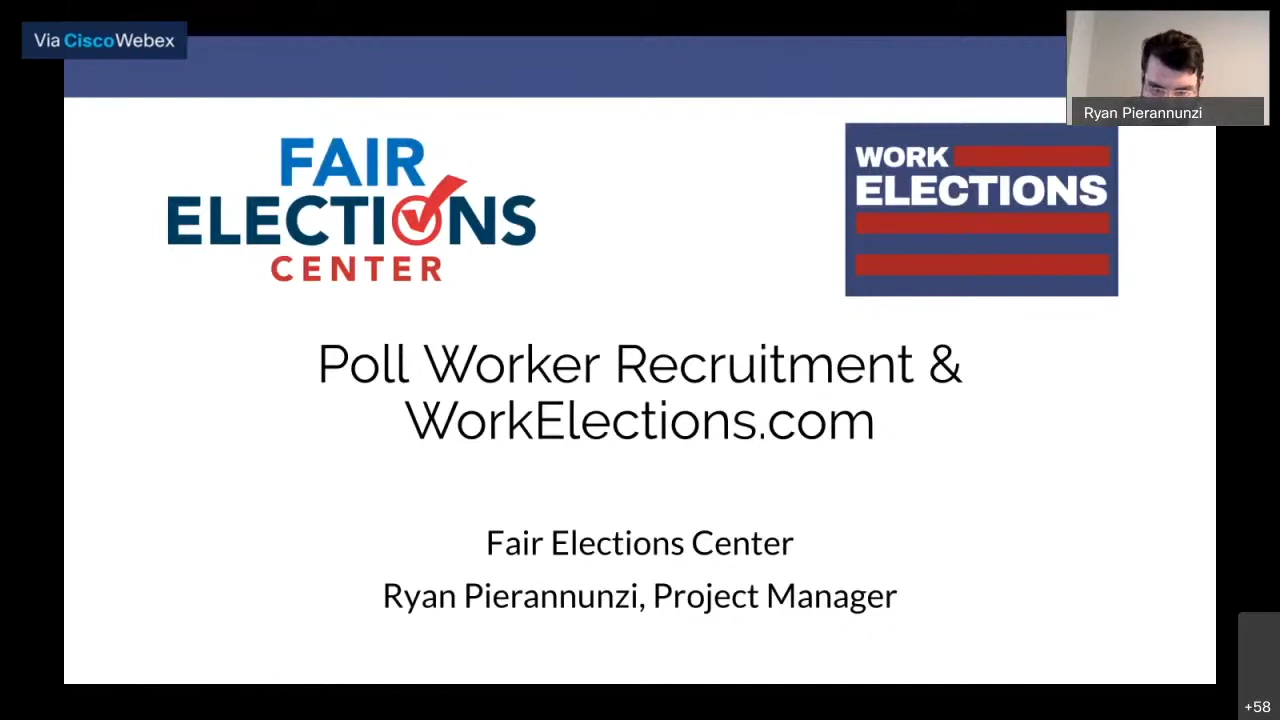 Via CiscoWebex
Ryan Pierannunzi
FAIR
ELECTIONS
CENTER
WORK
ELECTIONS
Poll Worker Recruitment &
WorkElections.com
Fair Elections Center
Ryan Pierannunzi, Project Manager
+58